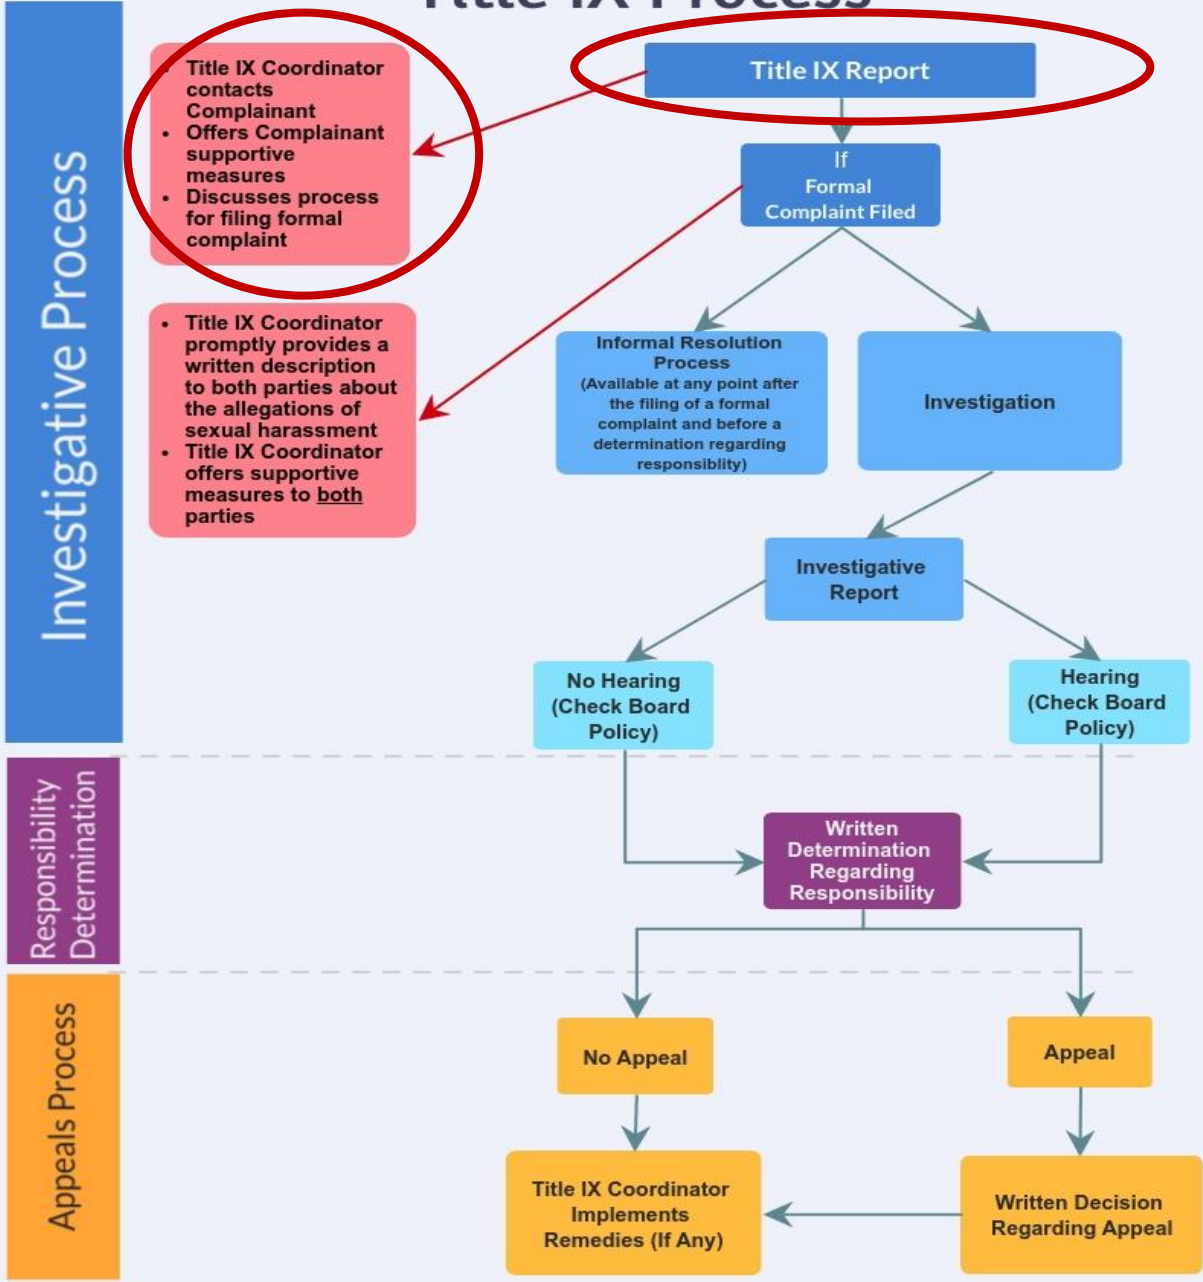 Title IX Process
Investigative Process
• Title IX Coordinator
contacts
Complainant
• Offers Complainant
supportive
measures
• Discusses process
for filing formal
complaint
Title IX Report
If
Formal
Complaint Filed
• Title IX Coordinator
promptly provides a
written description
to both parties about
the allegations of
sexual harassment
• Title IX Coordinator
offers supportive
measures to both
parties
Informal Resolution
Process
(Available at any point after
the filing of a formal
complaint and before a
determination regarding
responsiblity)
Investigation
Investigative
Report
No Hearing
(Check Board
Policy)
Hearing
(Check Board
Policy)
Responsibility
Determination
Written
Determination
Regarding
Responsibility
Appeals Process
No Appeal
Appeal
Title IX Coordinator
Implements
Remedies (If Any)
Written Decision
Regarding Appeal